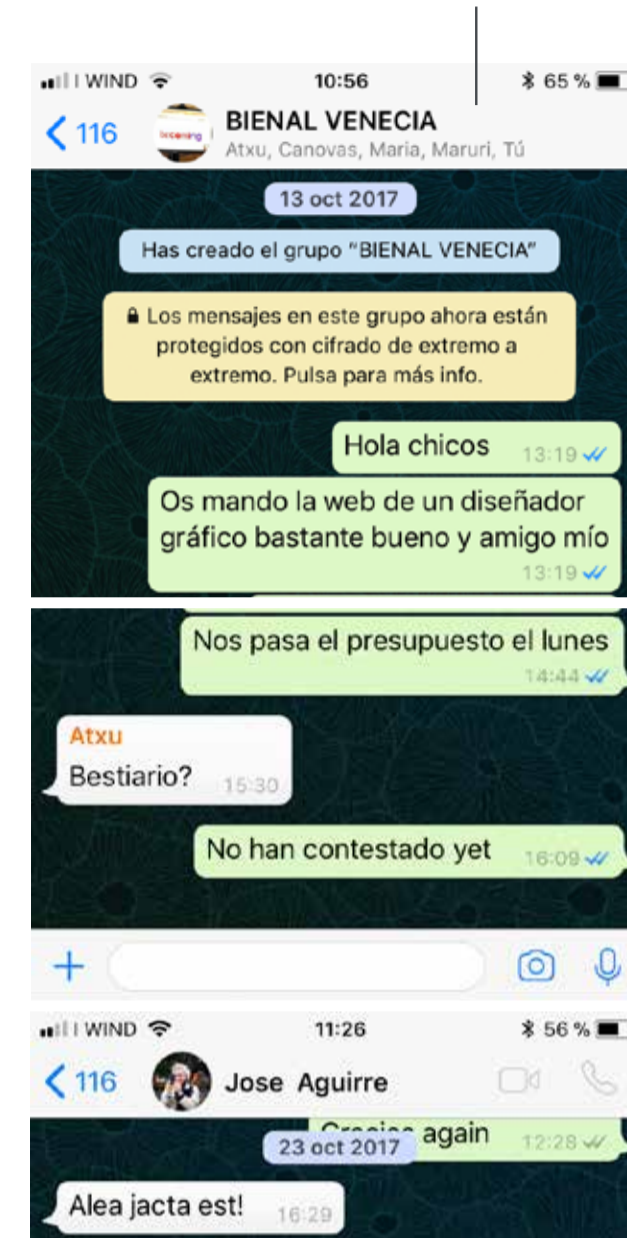 I WIND 10:56 65 %
116 BIENAL VENECIA
Atxu, Canovas, Maria, Maruri, Tú
13 oct 2017
Has creado el grupo "BIENAL VENECIA"
Los mensajes en este grupo ahora están
protegidos con cifrado de extremo a
extremo. Pulsa para más info.
Hola chicos 13:19
Os mando la web de un diseñador
gráfico bastante bueno y amigo mío
13:19
Nos pasa el presupuesto el lunes
14:44
Atxu
Bestiario? 15:30
No han contestado yet 16:09
I WIND 11:26 56 %
116 Jose Aguirre
again 12:28
23 oct 2017
Alea jacta est! 16:29